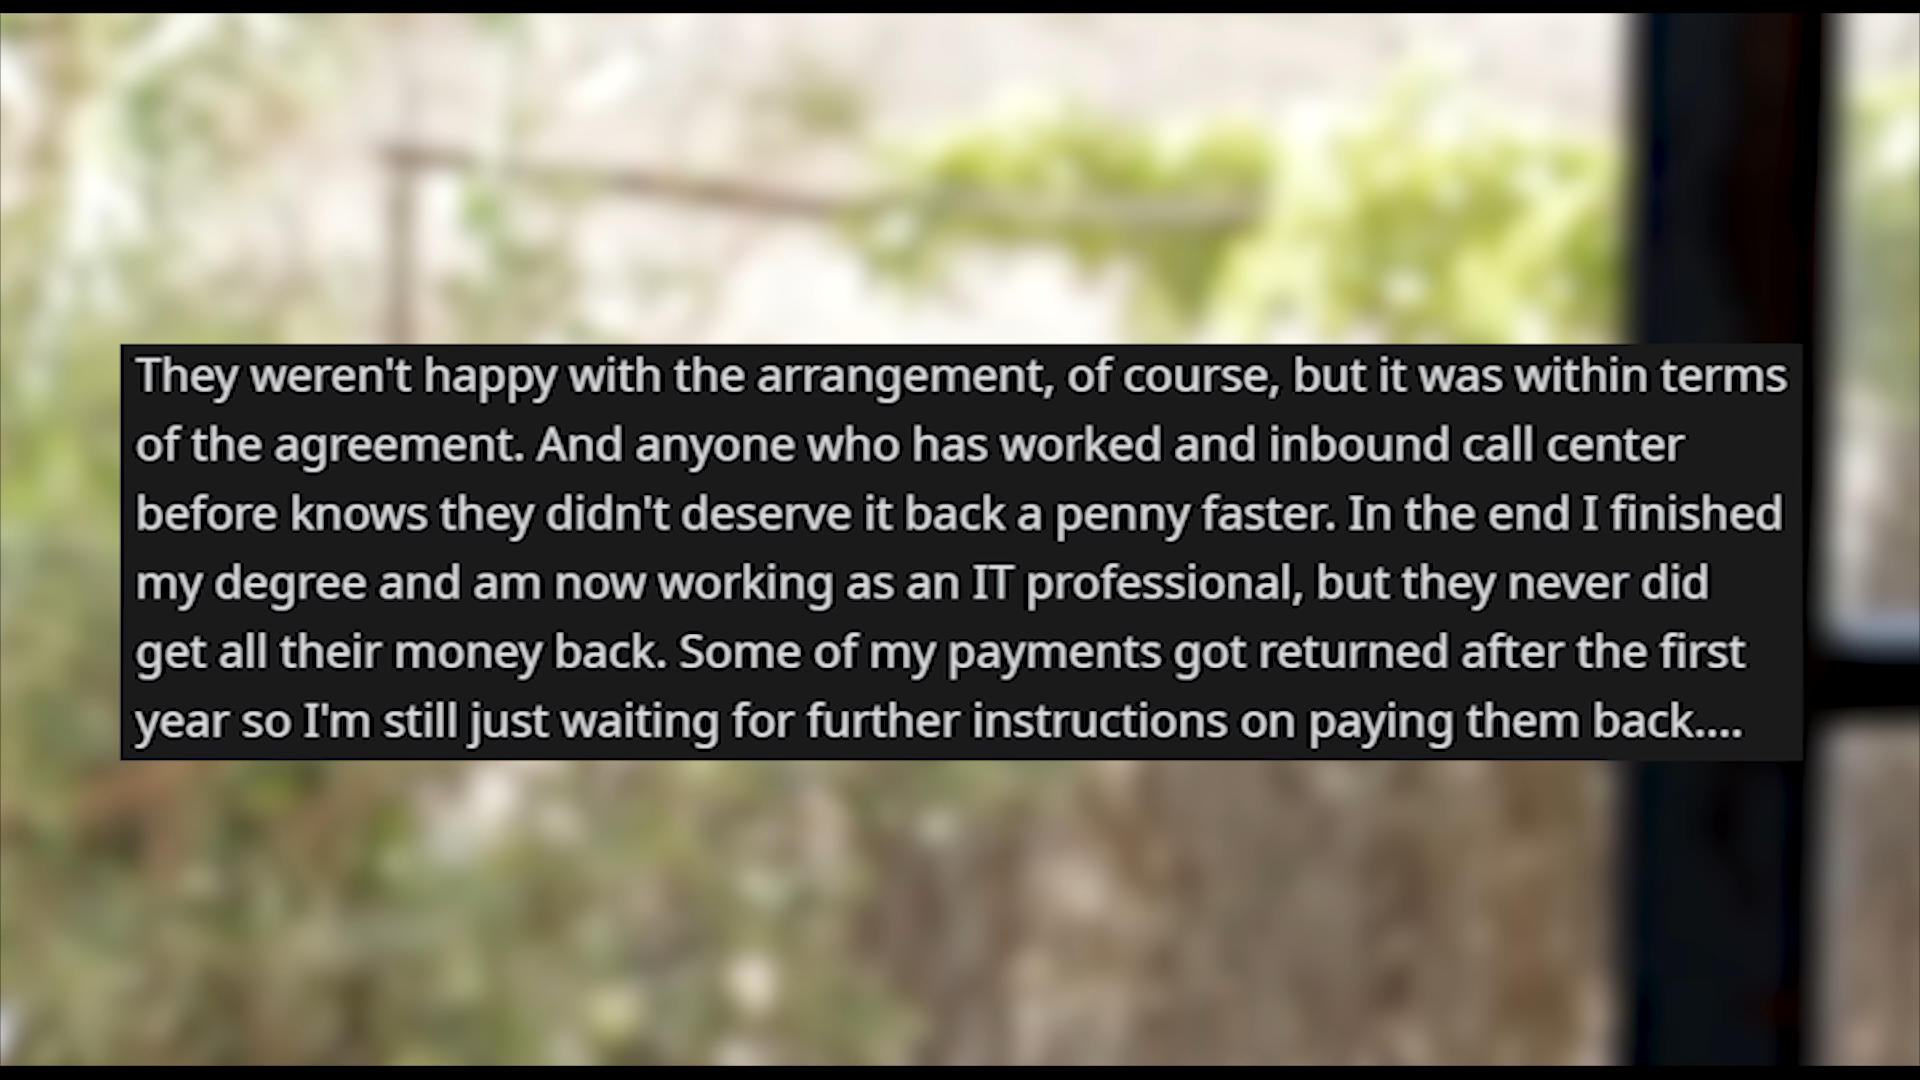 They weren't happy with the arrangement, of course, but it was within terms
of the agreement. And anyone who has worked and inbound call center
before knows they didn't deserve it back a penny faster. In the end I finished
my degree and am now working as an IT professional, but they never did
get all their money back. Some of my payments got returned after the first
year so I'm still just waiting for further instructions on paying them back....